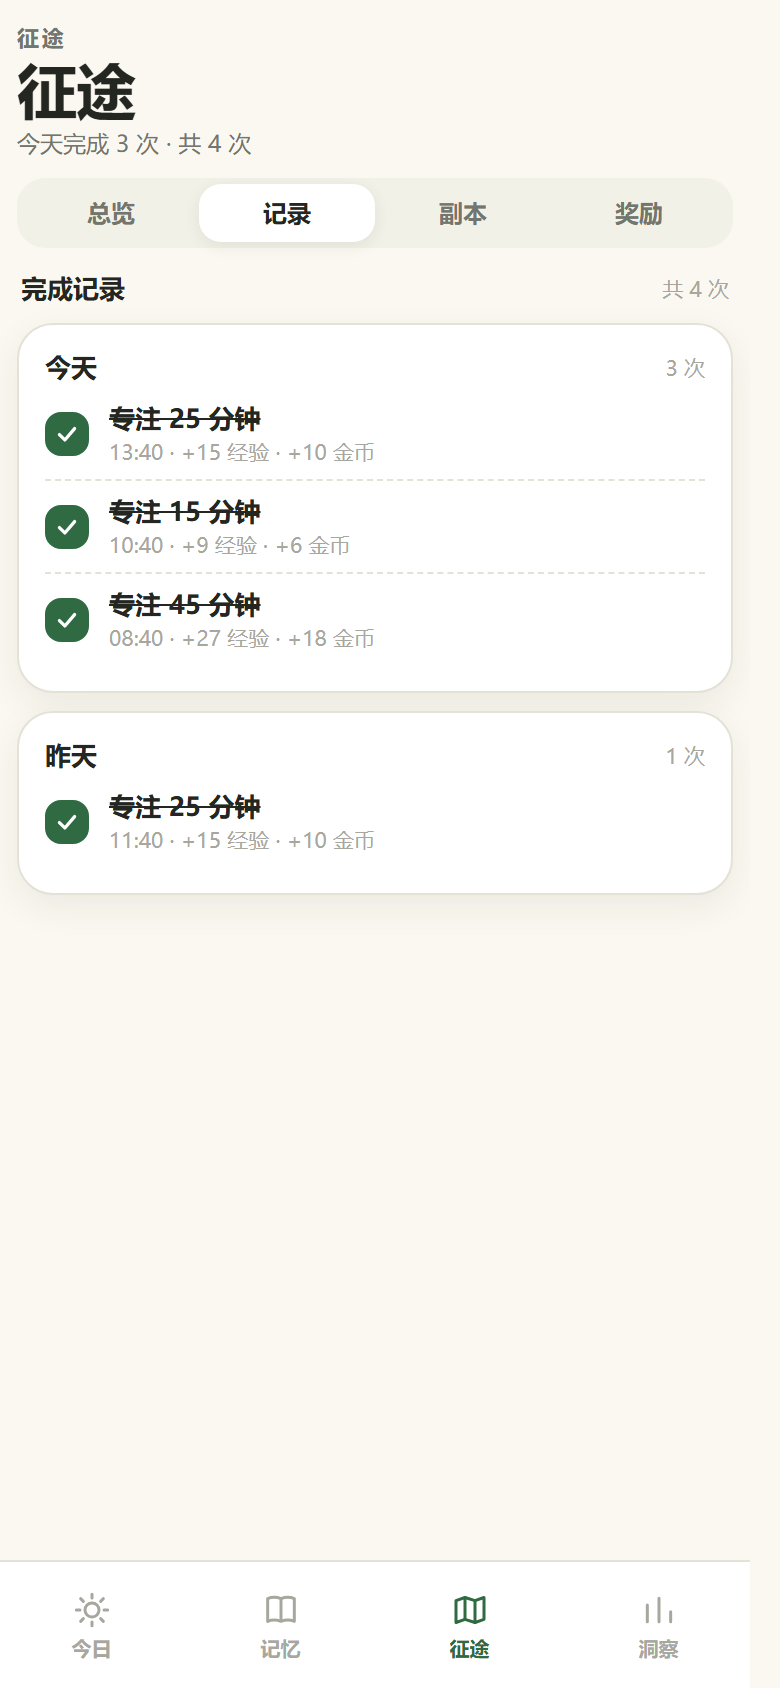 征途
征途
今天完成 3 次 · 共 4 次
总览 记录 副本 奖励
完成记录 共 4 次
今天 3 次
专注 25 分钟
13:40 · +15 经验 · +10 金币
专注 15 分钟
10:40 · +9 经验 · +6 金币
专注 45 分钟
08:40 · +27 经验 · +18 金币
昨天 1 次
专注 25 分钟
11:40 · +15 经验 · +10 金币
今日 记忆 征途 洞察